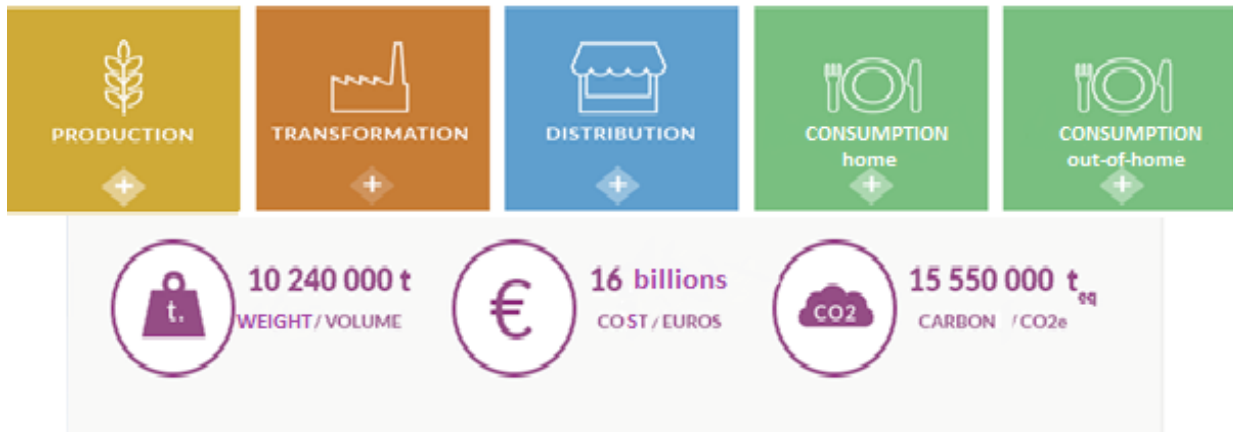 PRODUCTION
TRANSFORMATION
DISTRIBUTION
CONSUMPTION
home
CONSUMPTION
out-of-home
t.
10 240 000 t
WEIGHT/VOLUME
€
16 billions
COST/EUROS
CO2
15 550 000 t eq
CARBON /CO2e